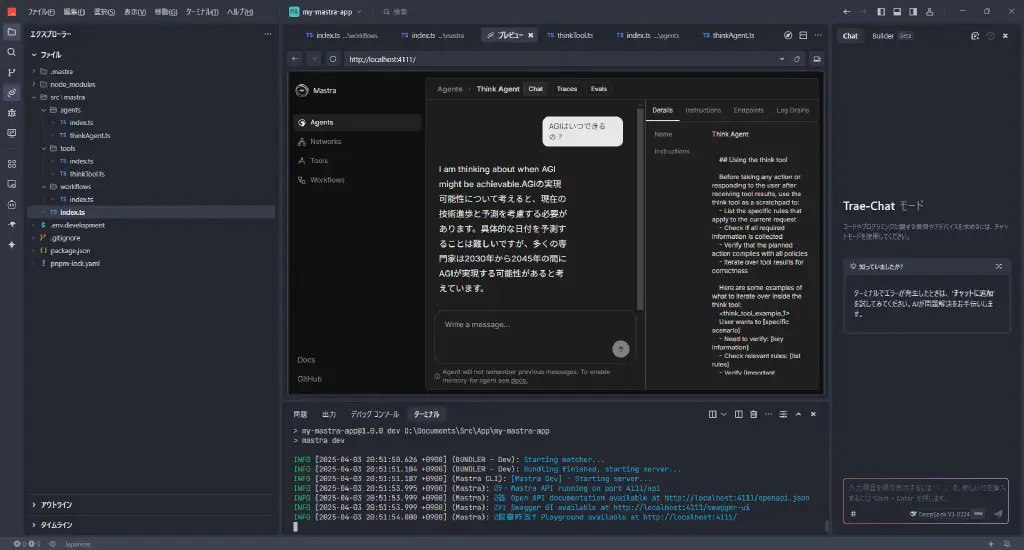 ファイル(F) 編集(E) 選択(S) 表示(V) 移動(G) ターミナル(T) ヘルプ(H)
my-mastra-app
検索
エクスプローラー
ファイル
.mastra
node_modules
src\mastra
agents
TS index.ts
TS thinkAgent.ts
tools
TS index.ts
TS thinkTool.ts
workflows
TS index.ts
TS index.ts
.env.development
.gitignore
package.json
pnpm-lock.yaml
アウトライン
タイムライン
TS index.ts ...\workflows
TS index.ts ...\mastra
プレビュー
TS thinkTool.ts
TS index.ts ...\agents
TS thinkAgent.ts
http://localhost:4111/
Mastra
Agents
Networks
Tools
Workflows
Docs
GitHub
Agents
Think Agent
Chat
Traces
Evals
AGIはいつできるの？
I am thinking about when AGI
might be achievable.AGIの実現
可能性について考えると、現在の
技術進歩と予測を考慮する必要が
あります。具体的な日付を予測す
ることは難しいですが、多くの専
門家は2030年から2045年の間に
AGIが実現する可能性があると考
えています。
Write a message...
Agent will not remember previous messages. To enable
memory for agent see docs.
Details Instructions Endpoints Log Drains
Name Think Agent
Instructions
## Using the think tool
Before taking any action or
responding to the user after
receiving tool results, use the
think tool as a scratchpad to:
- List the specific rules that
apply to the current request
- Check if all required
information is collected
- Verify that the planned
action complies with all policies
- Iterate over tool results for
correctness
Here are some examples of
what to iterate over inside the
think tool:
<think_tool_example_1>
User wants to [specific
scenario]
- Need to verify: [key
information]
- Check relevant rules: [list
rules]
- Verify [important
問題 出力 デバッグ コンソール ターミナル
> my-mastra-app@1.0.0 dev D:\Documents\Src\App\my-mastra-app
> mastra dev
INFO [2025-04-03 20:51:50.626 +0900] (BUNDLER - Dev): Starting watcher...
INFO [2025-04-03 20:51:51.184 +0900] (BUNDLER - Dev): Bundling finished, starting server...
INFO [2025-04-03 20:51:51.187 +0900] (Mastra CLI): [Mastra Dev] - Starting server...
INFO [2025-04-03 20:51:53.995 +0900] (Mastra): Mastra API running on port 4111/api
INFO [2025-04-03 20:51:53.999 +0900] (Mastra): Open API documentation available at http://localhost:4111/openapi.json
INFO [2025-04-03 20:51:53.999 +0900] (Mastra): Swagger UI available at http://localhost:4111/swagger-ui
INFO [2025-04-03 20:51:54.000 +0900] (Mastra): Playground available at http://localhost:4111/
Chat Builder Beta
Trae-Chat モード
コードやプログラミングに関する質問やアドバイスを求めるには、チャットモードを使用してください。
知っていましたか?
ターミナルでエラーが発生したときは、'チャットに追加'
を試してみてください。AIが問題解決をお手伝いしま
す。
#
DeepSeek V3-0324
0 0
Japanese